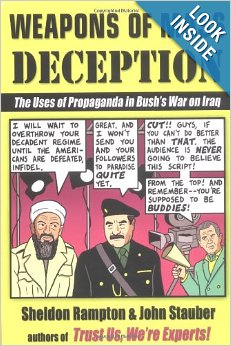 LOOK
INSIDE!
WEAPONS OF
DECEPTION
The Uses of Propaganda in Bush's War on Iraq
I WILL WAIT TO
OVERTHROW YOUR
DECADENT REGIME
UNTIL THE AMERI-
CANS ARE DEFEATED,
INFIDEL.
GREAT, AND
I WON'T
SEND YOU
AND YOUR
FOLLOWERS
TO PARADISE
QUITE
YET.
CUT!! GUYS, IF
YOU CAN'T DO BETTER
THAN THAT, THE
AUDIENCE IS NEVER
GOING TO BELIEVE
THIS SCRIPT!
FROM THE TOP! AND
REMEMBER--YOU'RE
SUPPOSED TO BE
BUDDIES!
Sheldon Rampton & John Stauber
authors of Trust Us, We're Experts!